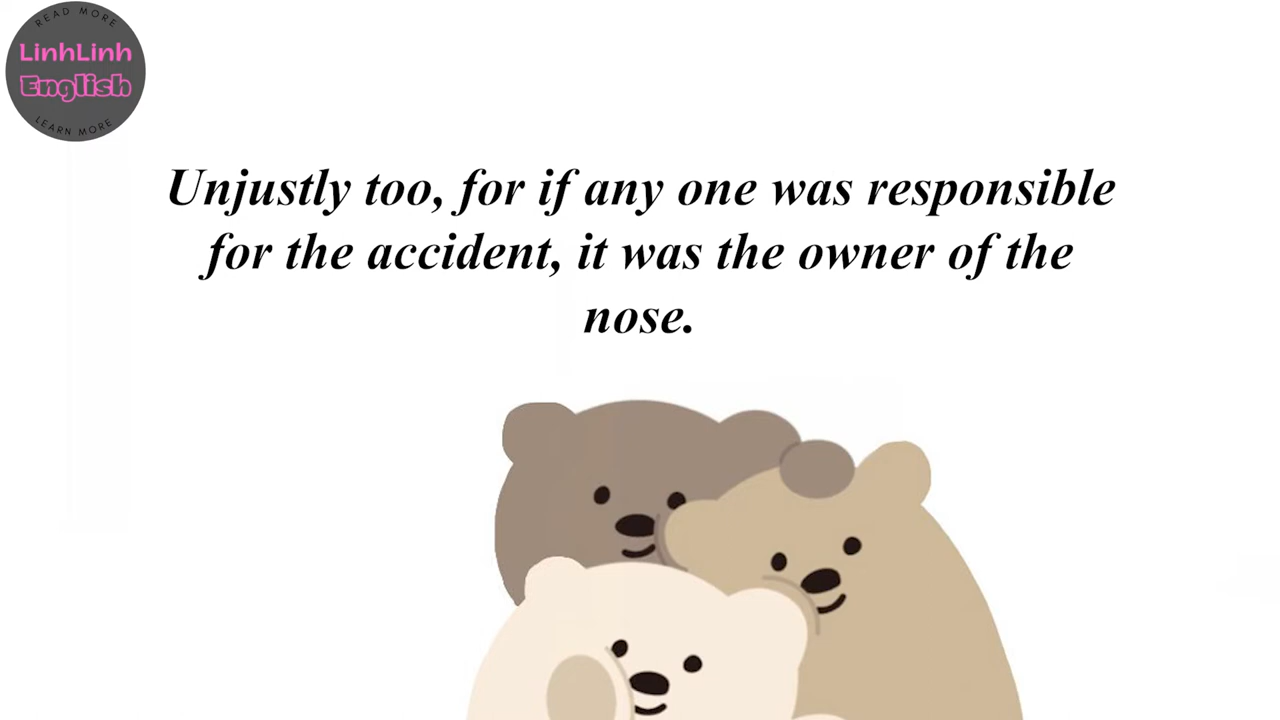 READ MORE
LinhLinh
English
LEARN MORE
Unjustly too, for if any one was responsible
for the accident, it was the owner of the
nose.